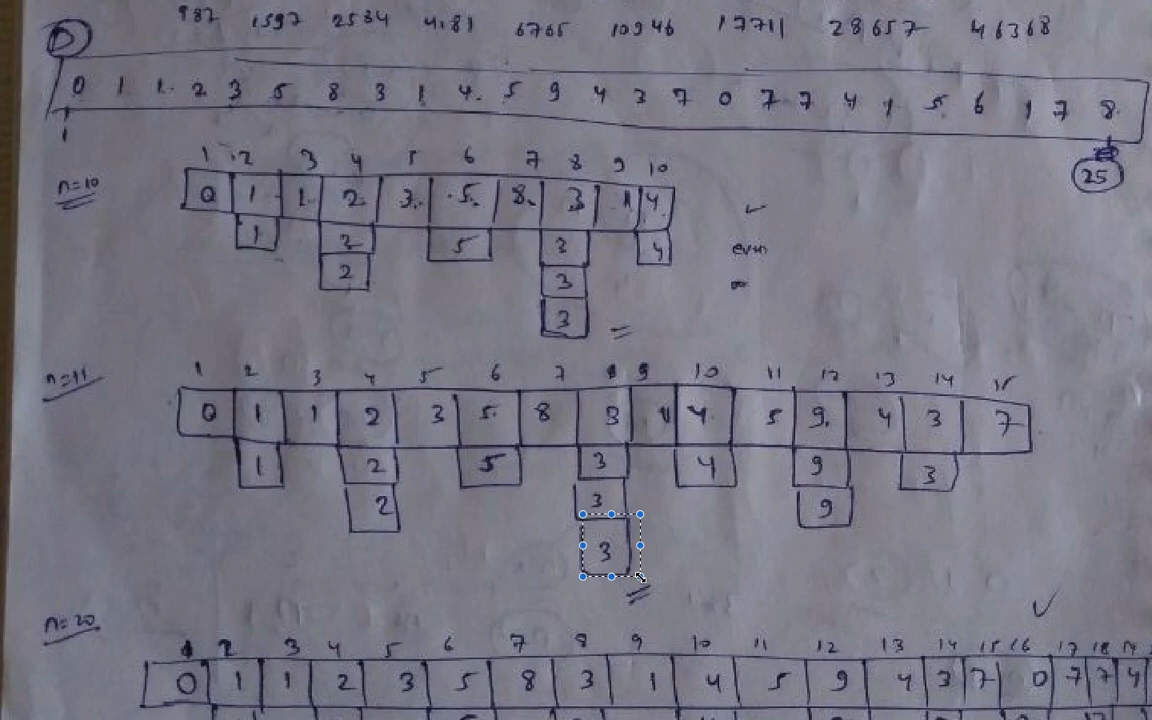 987 1597 2584 4181 6765 10946 17711 28657 46368
0 1 1 2 3 5 8 3 1 4 5 9 4 3 7 0 7 7 4 1 5 6 1 7 8
25
1 2 3 4 5 6 7 8 9 10
n=10
0 1 1 2 3 5 8 3 1 4
1 2 5 3 4
even
2 3
3
1 2 3 4 5 6 7 8 9 10 11 12 13 14 15
n=11
0 1 1 2 3 5 8 3 1 4 5 9 4 3 7
1 2 5 3 4 9 3
2 3 9
3
n=20
1 2 3 4 5 6 7 8 9 10 11 12 13 14 15 16 17 18 19
0 1 1 2 3 5 8 3 1 4 5 9 4 3 7 0 7 7 4